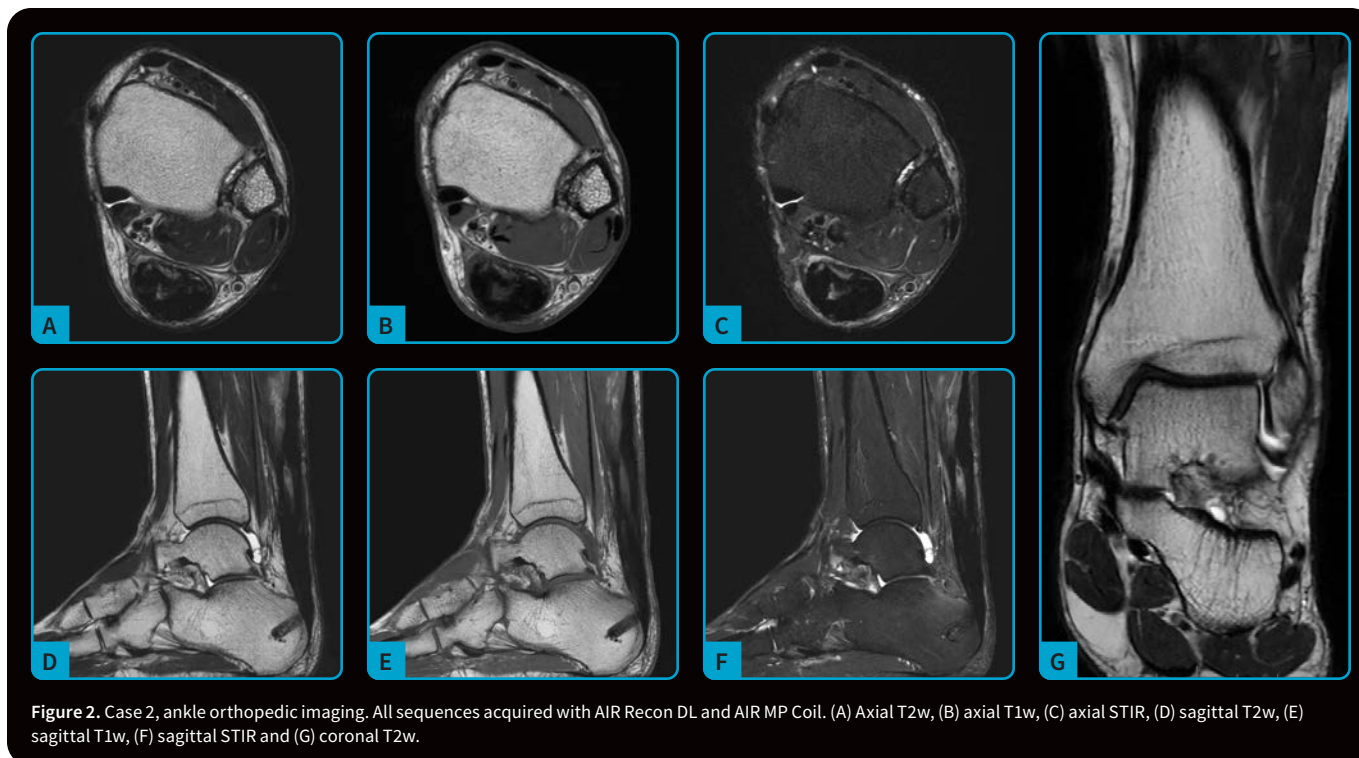 A
B
C
D
E
F
G
Figure 2. Case 2, ankle orthopedic imaging. All sequences acquired with AIR Recon DL and AIR MP Coil. (A) Axial T2w, (B) axial T1w, (C) axial STIR, (D) sagittal T2w, (E)
sagittal T1w, (F) sagittal STIR and (G) coronal T2w.